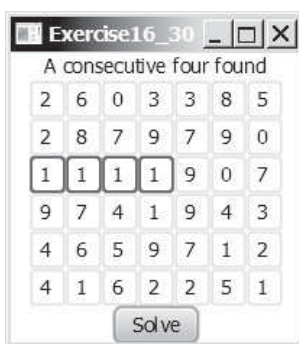 Exercise16_30
A consecutive four found
2 6 0 3 3 8 5
2 8 7 9 7 9 0
1 1 1 1 9 0 7
9 7 4 1 9 4 3
4 6 5 9 7 1 2
4 1 6 2 2 5 1
Solve